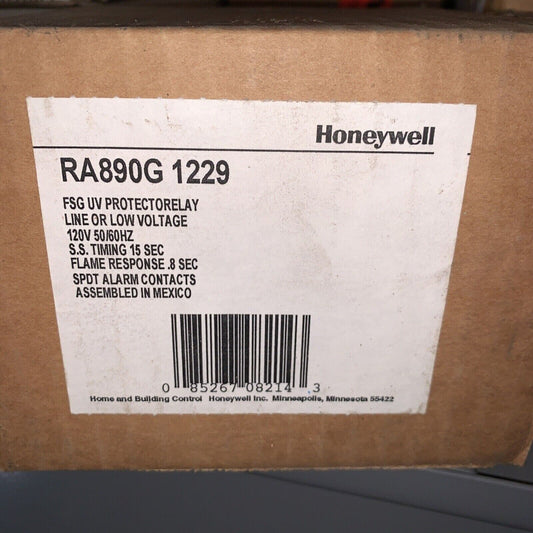 Honeywell
RA890G 1229
FSG UV PROTECTORELAY
LINE OR LOW VOLTAGE
120V 50/60HZ
S.S. TIMING 15 SEC
FLAME RESPONSE .8 SEC
SPDT ALARM CONTACTS
ASSEMBLED IN MEXICO
0 85267 08214 3
Home and Building Control Honeywell Inc. Minneapolis, Minnesota 55422